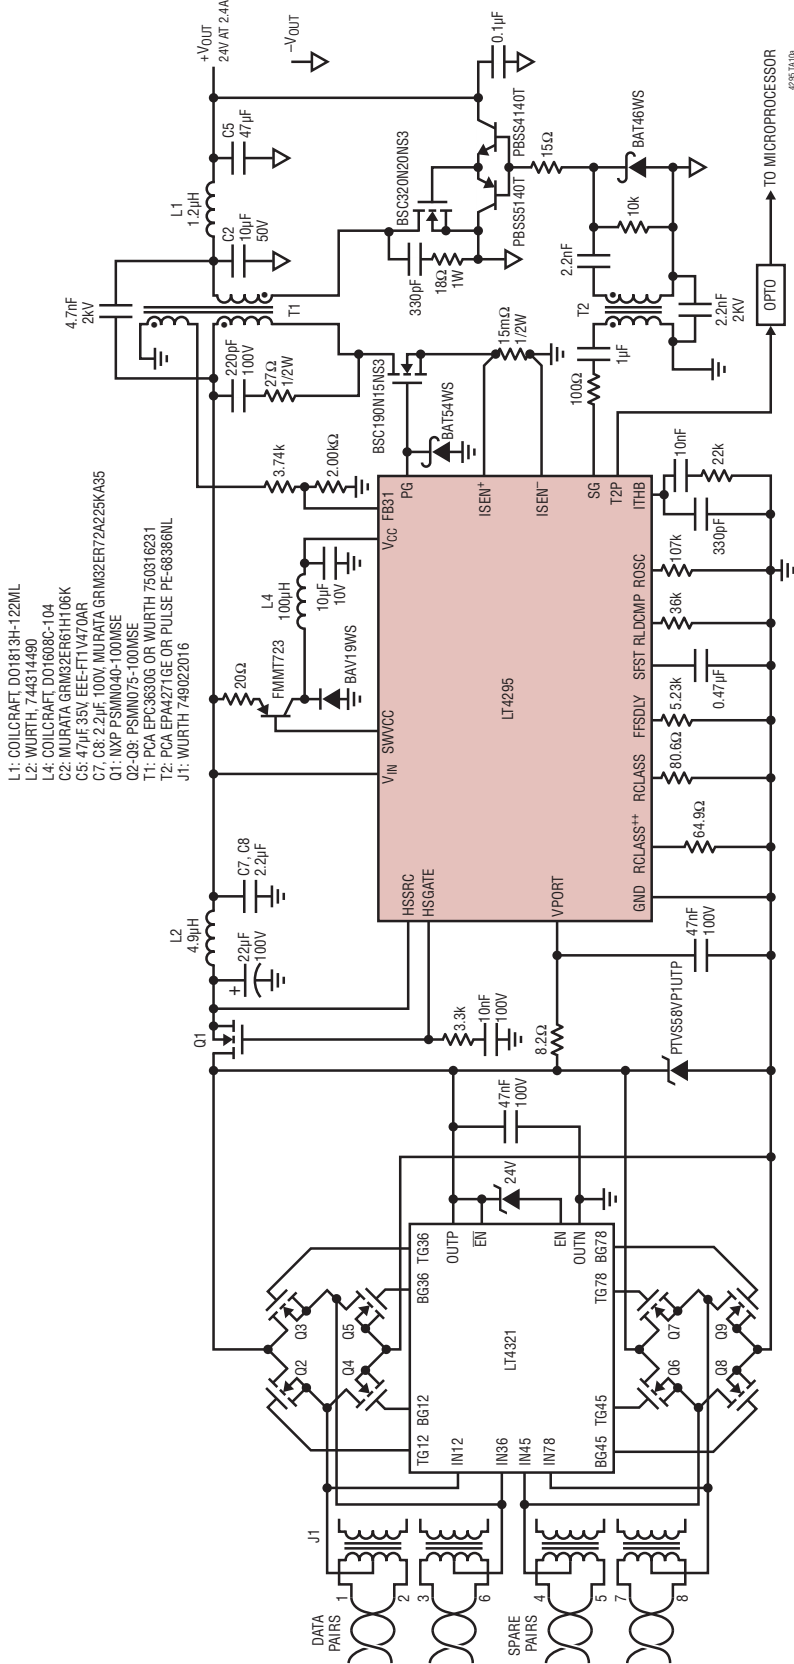 L1: COILCRAFT, DO1813H-122ML
L2: WURTH, 744314490
L4: COILCRAFT, DO1608C-104
C2: MURATA GRM32ER61H106K
C5: 47µF, 35V, EEE-FT1V470AR
C7, C8: 2.2µF, 100V, MURATA GRM32ER72A225KA35
Q1: NXP PSMN040-100MSE
Q2-Q9: PSMN075-100MSE
T1: PCA EPC3630G OR WURTH 750316231
T2: PCA EPA4271GE OR PULSE PE-68386NL
J1: WURTH 749022016
DATA
PAIRS
1
2
3
6
SPARE
PAIRS
4
5
7
8
J1
TG12
BG12
BG36
TG36
IN12
IN36
IN45
IN78
BG45
TG45
TG78
BG78
LT4321
OUTP
EN
EN
OUTN
Q2
Q3
Q4
Q5
Q6
Q7
Q8
Q9
24V
47nF
100V
8.2Ω
PTVS58VP1UTP
47nF
100V
Q1
3.3k
10nF
100V
+
22µF
100V
L2
4.9µH
C7, C8
2.2µF
HSSRC
HSGATE
VPORT
VIN
SWVCC
VCC
FB31
PG
ISEN+
ISEN−
SG
T2P
ITHB
ROSC
RLDCMP
SFST
FFSDLY
RCLASS
RCLASS++
GND
LT4295
64.9Ω
80.6Ω
5.23k
0.47µF
36k
107k
330pF
10nF
22k
20Ω
FMMT723
BAV19WS
L4
100µH
10µF
10V
3.74k
2.00kΩ
220pF
100V
27Ω
1/2W
4.7nF
2kV
T1
BSC190N15NS3
BAT54WS
15mΩ
1/2W
100Ω
1µF
T2
2.2nF
10k
2.2nF
2KV
BAT46WS
15Ω
C2
10µF
50V
L1
1.2µH
C5
47µF
+VOUT
24V AT 2.4A
−VOUT
0.1µF
BSC320N20NS3
330pF
18Ω
1W
PBSS5140T
PBSS4140T
OPTO
TO MICROPROCESSOR
4295 TA10a